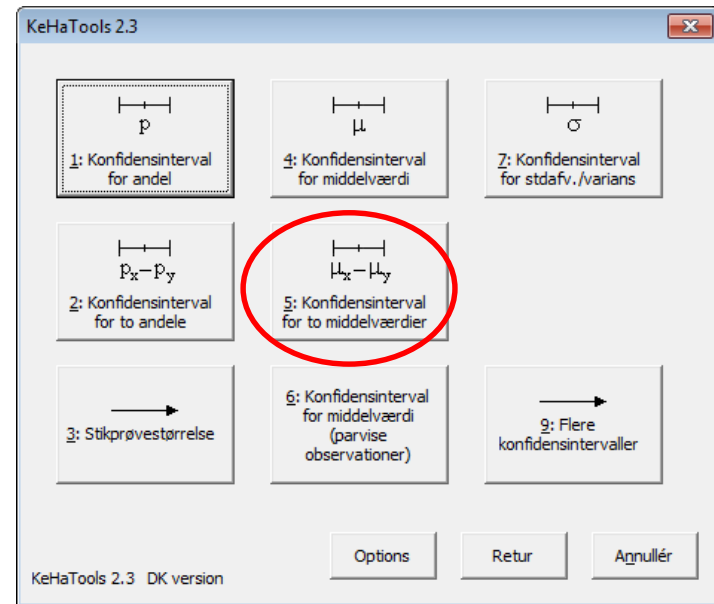 KeHaTools 2.3
p
1: Konfidensinterval
for andel
μ
4: Konfidensinterval
for middelværdi
σ
7: Konfidensinterval
for stdafv./varians
px−py
2: Konfidensinterval
for to andele
μx−μy
5: Konfidensinterval
for to middelværdier
3: Stikprøvestørrelse
6: Konfidensinterval
for middelværdi
(parvise
observationer)
9: Flere
konfidensintervaller
Options
Retur
Annullér
KeHaTools 2.3 DK version